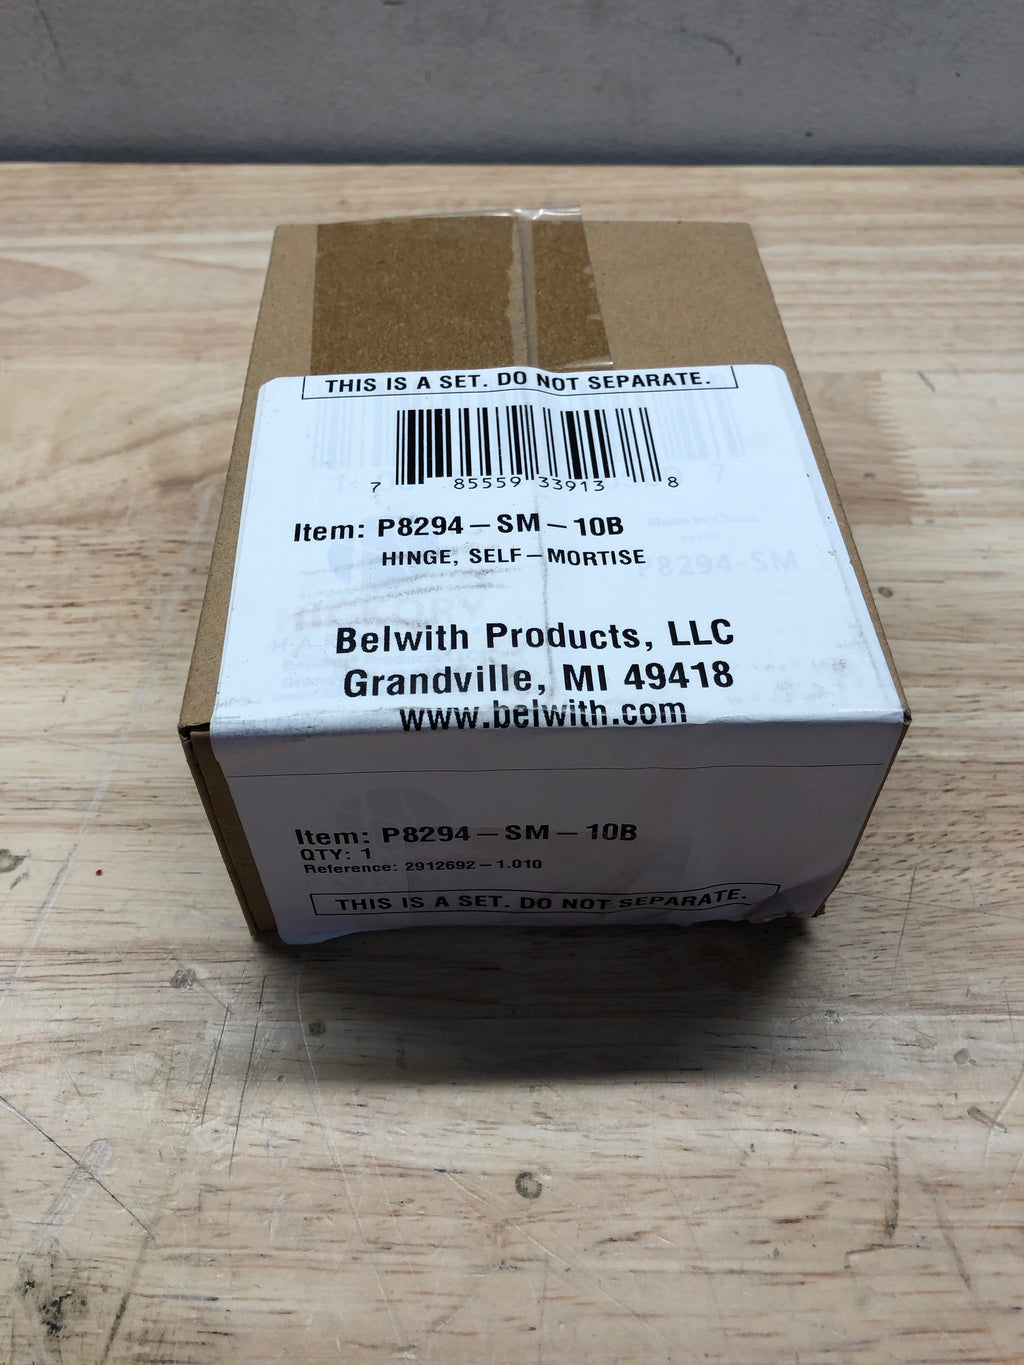 THIS IS A SET. DO NOT SEPARATE.
7 85559 33913 8
Item: P8294-SM-10B
Made in China
HINGE, SELF-MORTISE
P8294-SM
HICKORY
Belwith Products, LLC
Grandville, MI 49418
www.belwith.com
Item: P8294-SM-10B
QTY: 1
Reference: 2912692-1.010
THIS IS A SET. DO NOT SEPARATE.